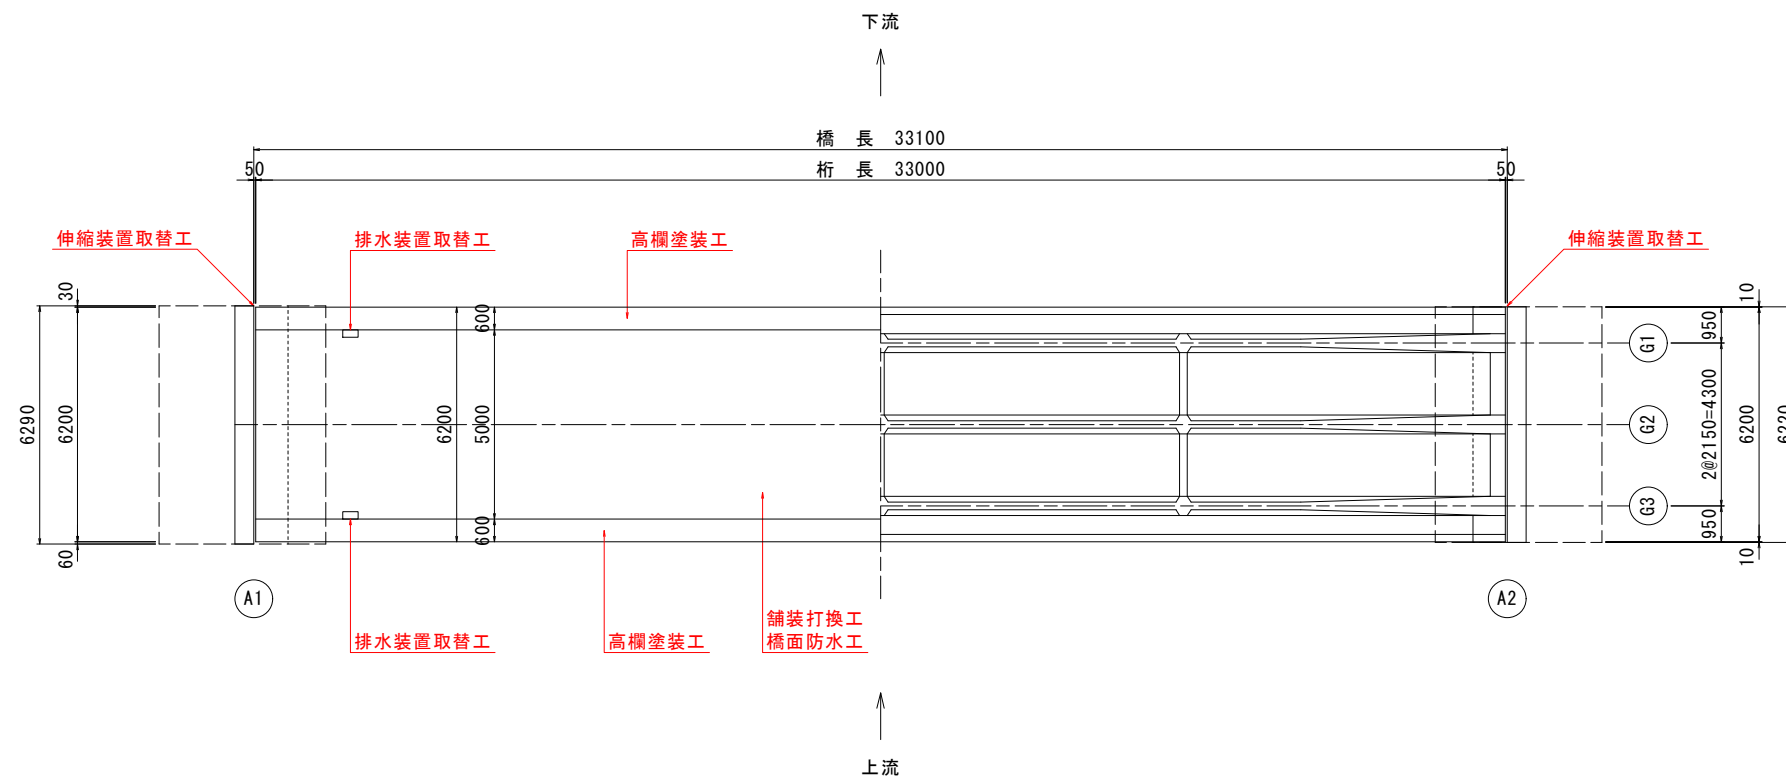 下流
橋 長 33100
50
桁 長 33000
50
伸縮装置取替工
排水装置取替工
高欄塗装工
伸縮装置取替工
30
6290
6200
60
6200
600
5000
600
G1
G2
G3
950
2@2150=4300
950
10
6200
10
6220
A1
A2
排水装置取替工
高欄塗装工
舗装打換工
橋面防水工
上流